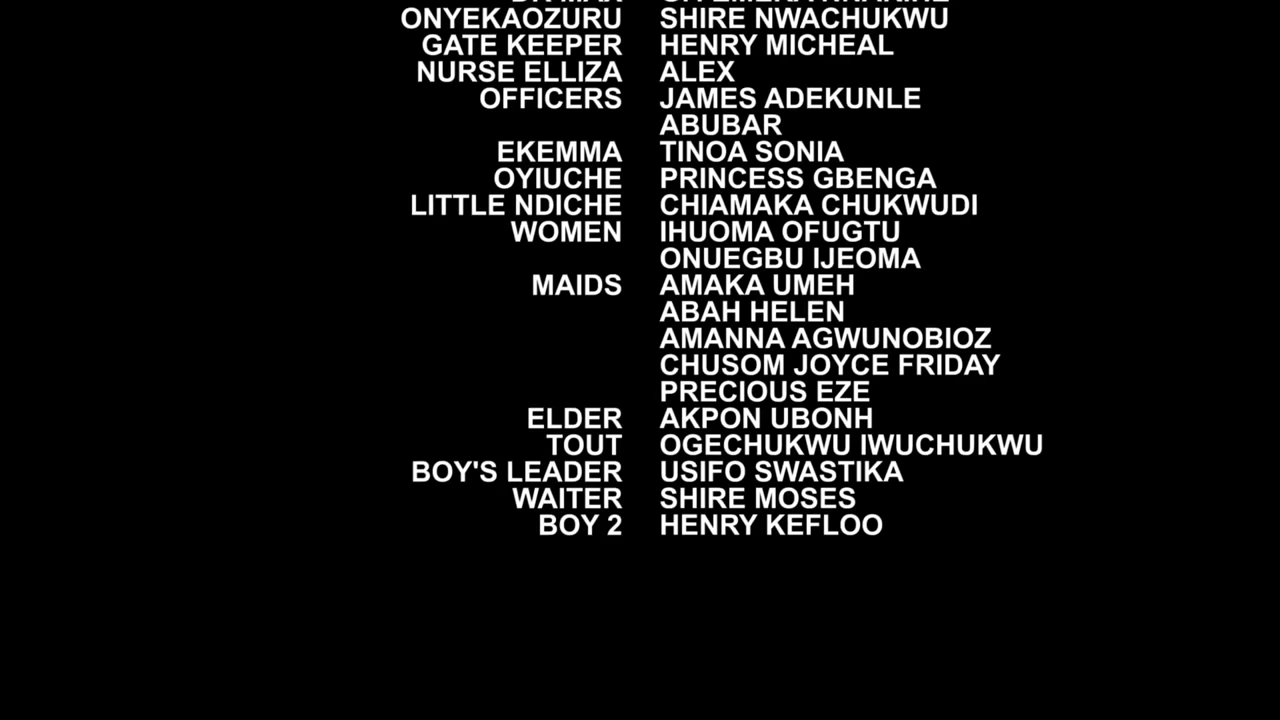 ONYEKAOZURU SHIRE NWACHUKWU
GATE KEEPER HENRY MICHEAL
NURSE ELLIZA ALEX
OFFICERS JAMES ADEKUNLE
ABUBAR
EKEMMA TINOA SONIA
OYIUCHE PRINCESS GBENGA
LITTLE NDICHE CHIAMAKA CHUKWUDI
WOMEN IHUOMA OFUGTU
ONUEGBU IJEOMA
MAIDS AMAKA UMEH
ABAH HELEN
AMANNA AGWUNOBIOZ
CHUSOM JOYCE FRIDAY
PRECIOUS EZE
ELDER AKPON UBONH
TOUT OGECHUKWU IWUCHUKWU
BOY'S LEADER USIFO SWASTIKA
WAITER SHIRE MOSES
BOY 2 HENRY KEFLOO